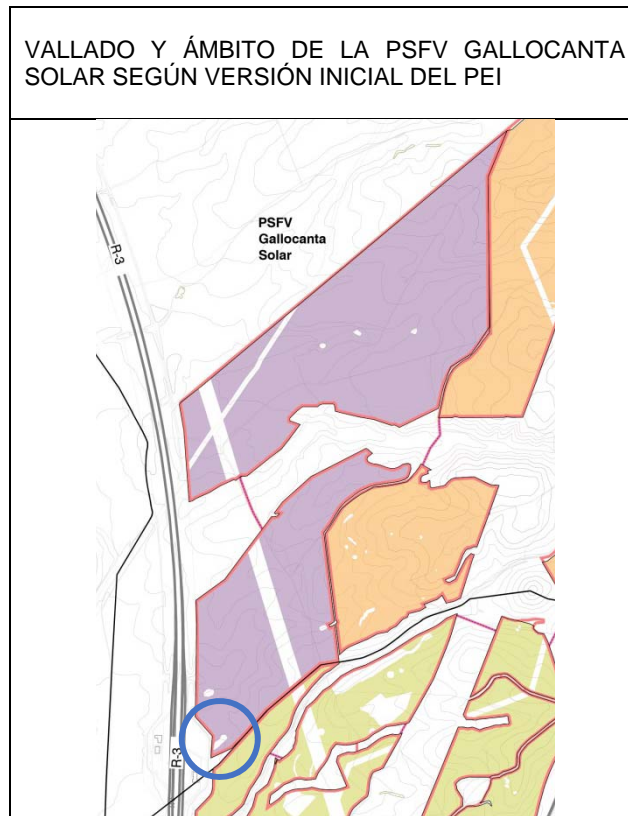 VALLADO Y ÁMBITO DE LA PSFV GALLOCANTA
SOLAR SEGÚN VERSIÓN INICIAL DEL PEI
PSFV
Gallocanta
Solar
R-3
R-3